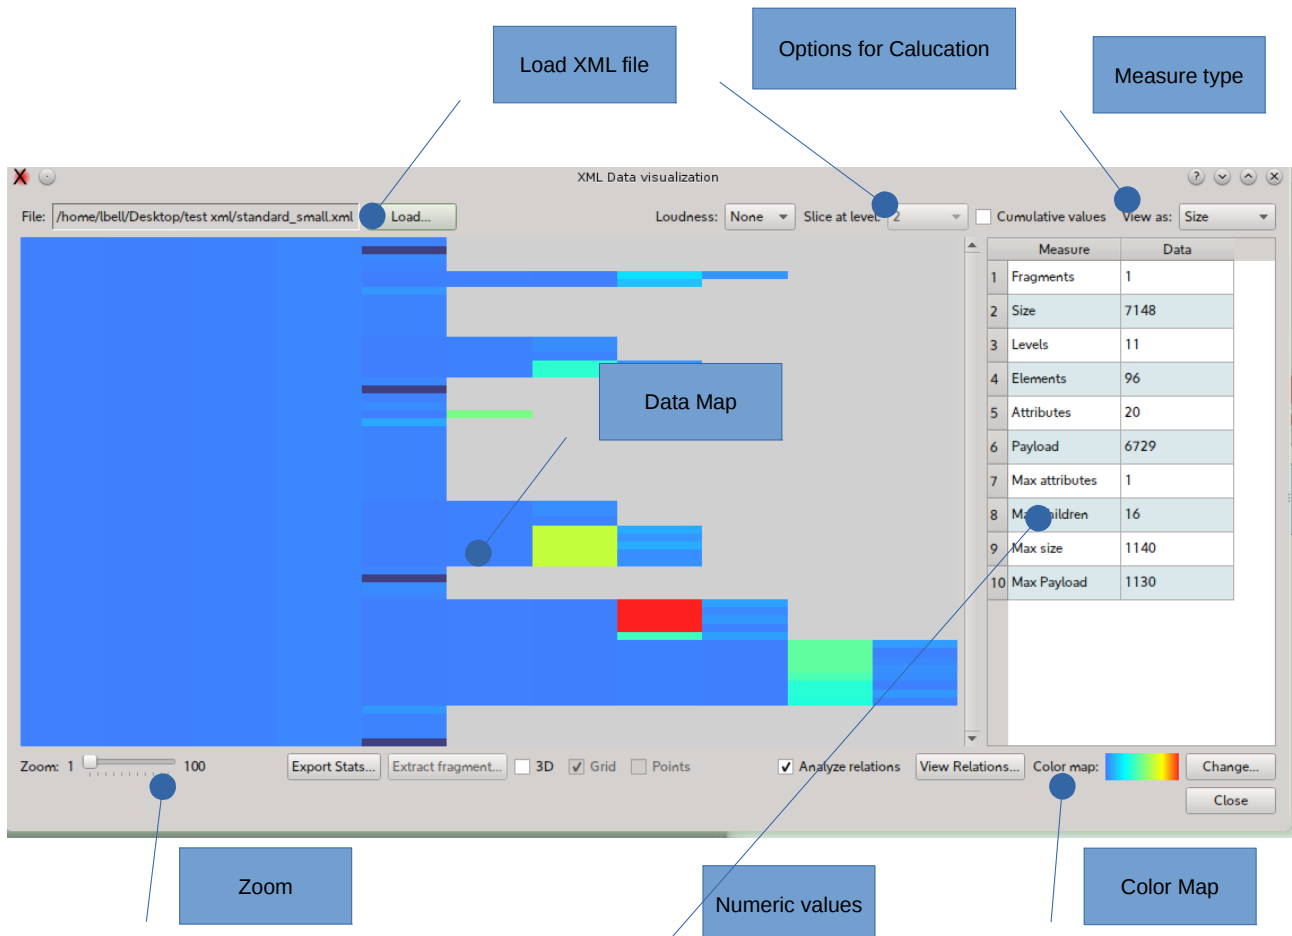 Load XML file
Options for Calucation
Measure type
XML Data visualization
File: /home/lbell/Desktop/test xml/standard_small.xml Load... Loudness: None Slice at level: 2 Cumulative values View as: Size
Measure Data
1 Fragments 1
2 Size 7148
3 Levels 11
4 Elements 96
5 Attributes 20
6 Payload 6729
7 Max attributes 1
8 Max children 16
9 Max size 1140
10 Max Payload 1130
Data Map
Zoom: 1 100 Export Stats... Extract fragment... 3D Grid Points Analyze relations View Relations... Color map: Change...
Close
Zoom
Numeric values
Color Map